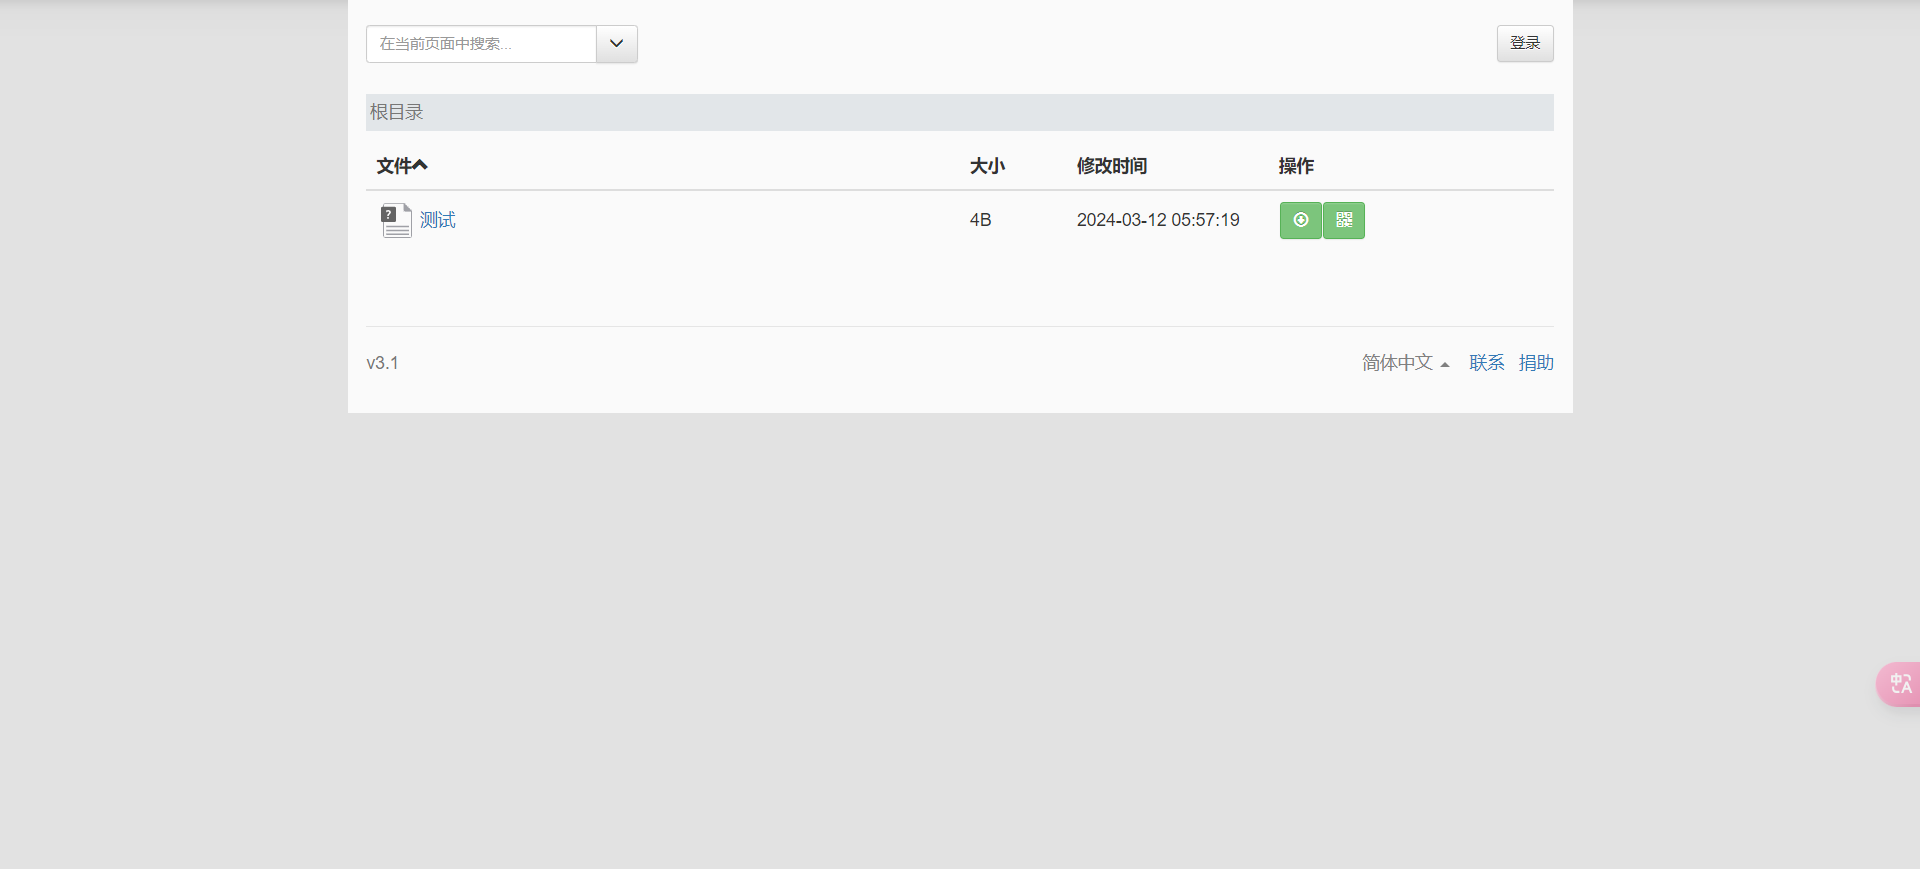 在当前页面中搜索...
登录
根目录
文件 大小 修改时间 操作
测试 4B 2024-03-12 05:57:19
v3.1 简体中文 联系 捐助
中A